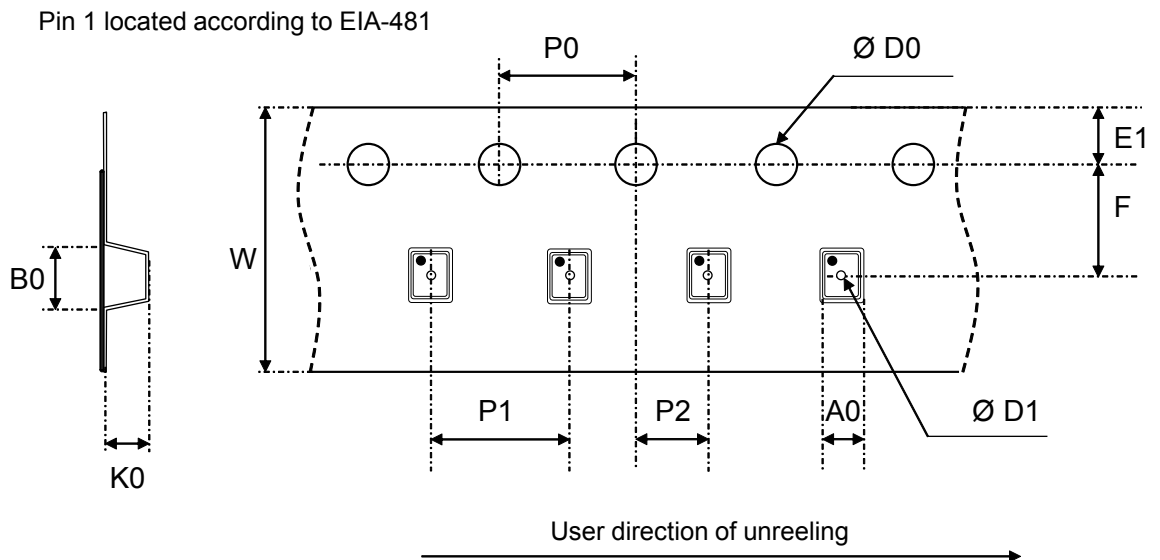 Pin 1 located according to EIA-481
P0
Ø D0
E1
F
W
B0
P1
P2
A0
Ø D1
K0
User direction of unreeling